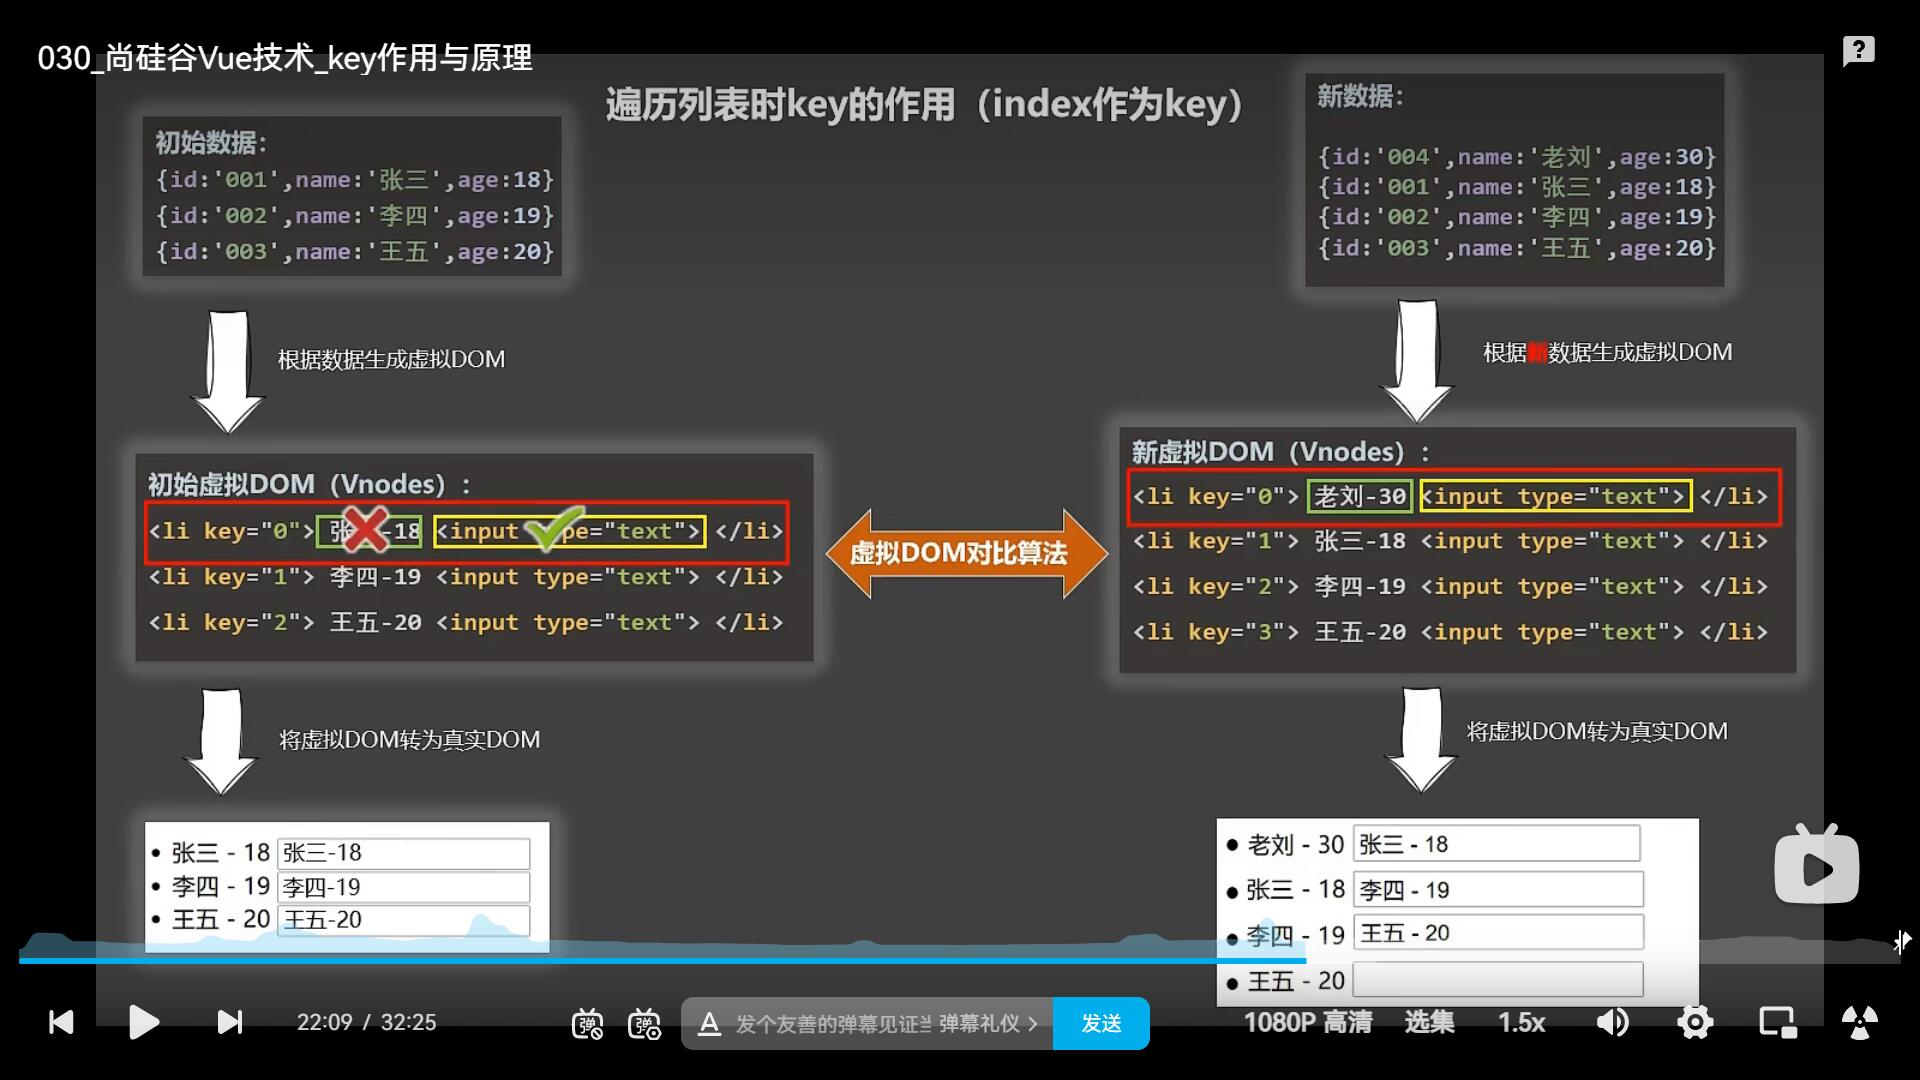 030_尚硅谷Vue技术_key作用与原理
遍历列表时key的作用（index作为key）
初始数据：
{id:'001',name:'张三',age:18}
{id:'002',name:'李四',age:19}
{id:'003',name:'王五',age:20}
新数据：
{id:'004',name:'老刘',age:30}
{id:'001',name:'张三',age:18}
{id:'002',name:'李四',age:19}
{id:'003',name:'王五',age:20}
根据数据生成虚拟DOM
根据新数据生成虚拟DOM
初始虚拟DOM（Vnodes）：
<li key="0"> 张 -18 <input type="text"> </li>
<li key="1"> 李四-19 <input type="text"> </li>
<li key="2"> 王五-20 <input type="text"> </li>
虚拟DOM对比算法
新虚拟DOM（Vnodes）：
<li key="0"> 老刘-30 <input type="text"> </li>
<li key="1"> 张三-18 <input type="text"> </li>
<li key="2"> 李四-19 <input type="text"> </li>
<li key="3"> 王五-20 <input type="text"> </li>
将虚拟DOM转为真实DOM
将虚拟DOM转为真实DOM
张三 - 18 张三-18
李四 - 19 李四-19
王五 - 20 王五-20
老刘 - 30 张三 - 18
张三 - 18 李四 - 19
李四 - 19 王五 - 20
王五 - 20
22:09 / 32:25
弹
弹
A 发个友善的弹幕见证当 弹幕礼仪 >
发送
1080P 高清
选集
1.5x